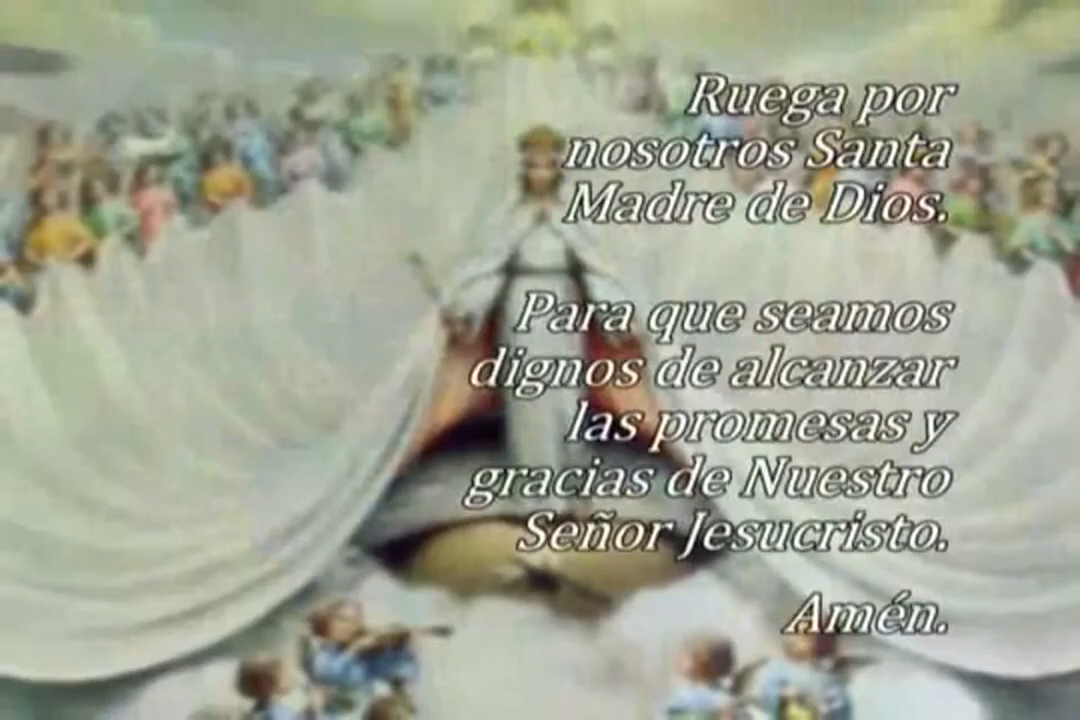 Ruega por
nosotros Santa
Madre de Dios.
Para que seamos
dignos de alcanzar
las promesas y
gracias de Nuestro
Señor Jesucristo.
Amén.